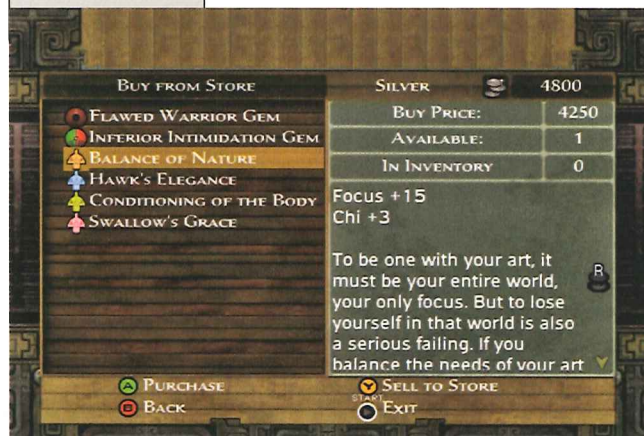 BUY FROM STORE
SILVER 4800
FLAWED WARRIOR GEM
INFERIOR INTIMIDATION GEM
BALANCE OF NATURE
HAWK'S ELEGANCE
CONDITIONING OF THE BODY
SWALLOW'S GRACE
BUY PRICE: 4250
AVAILABLE: 1
IN INVENTORY 0
Focus +15
Chi +3
To be one with your art, it
must be your entire world,
your only focus. But to lose
yourself in that world is also
a serious failing. If you
balance the needs of your art
R
A PURCHASE
Y SELL TO STORE
B BACK
START EXIT